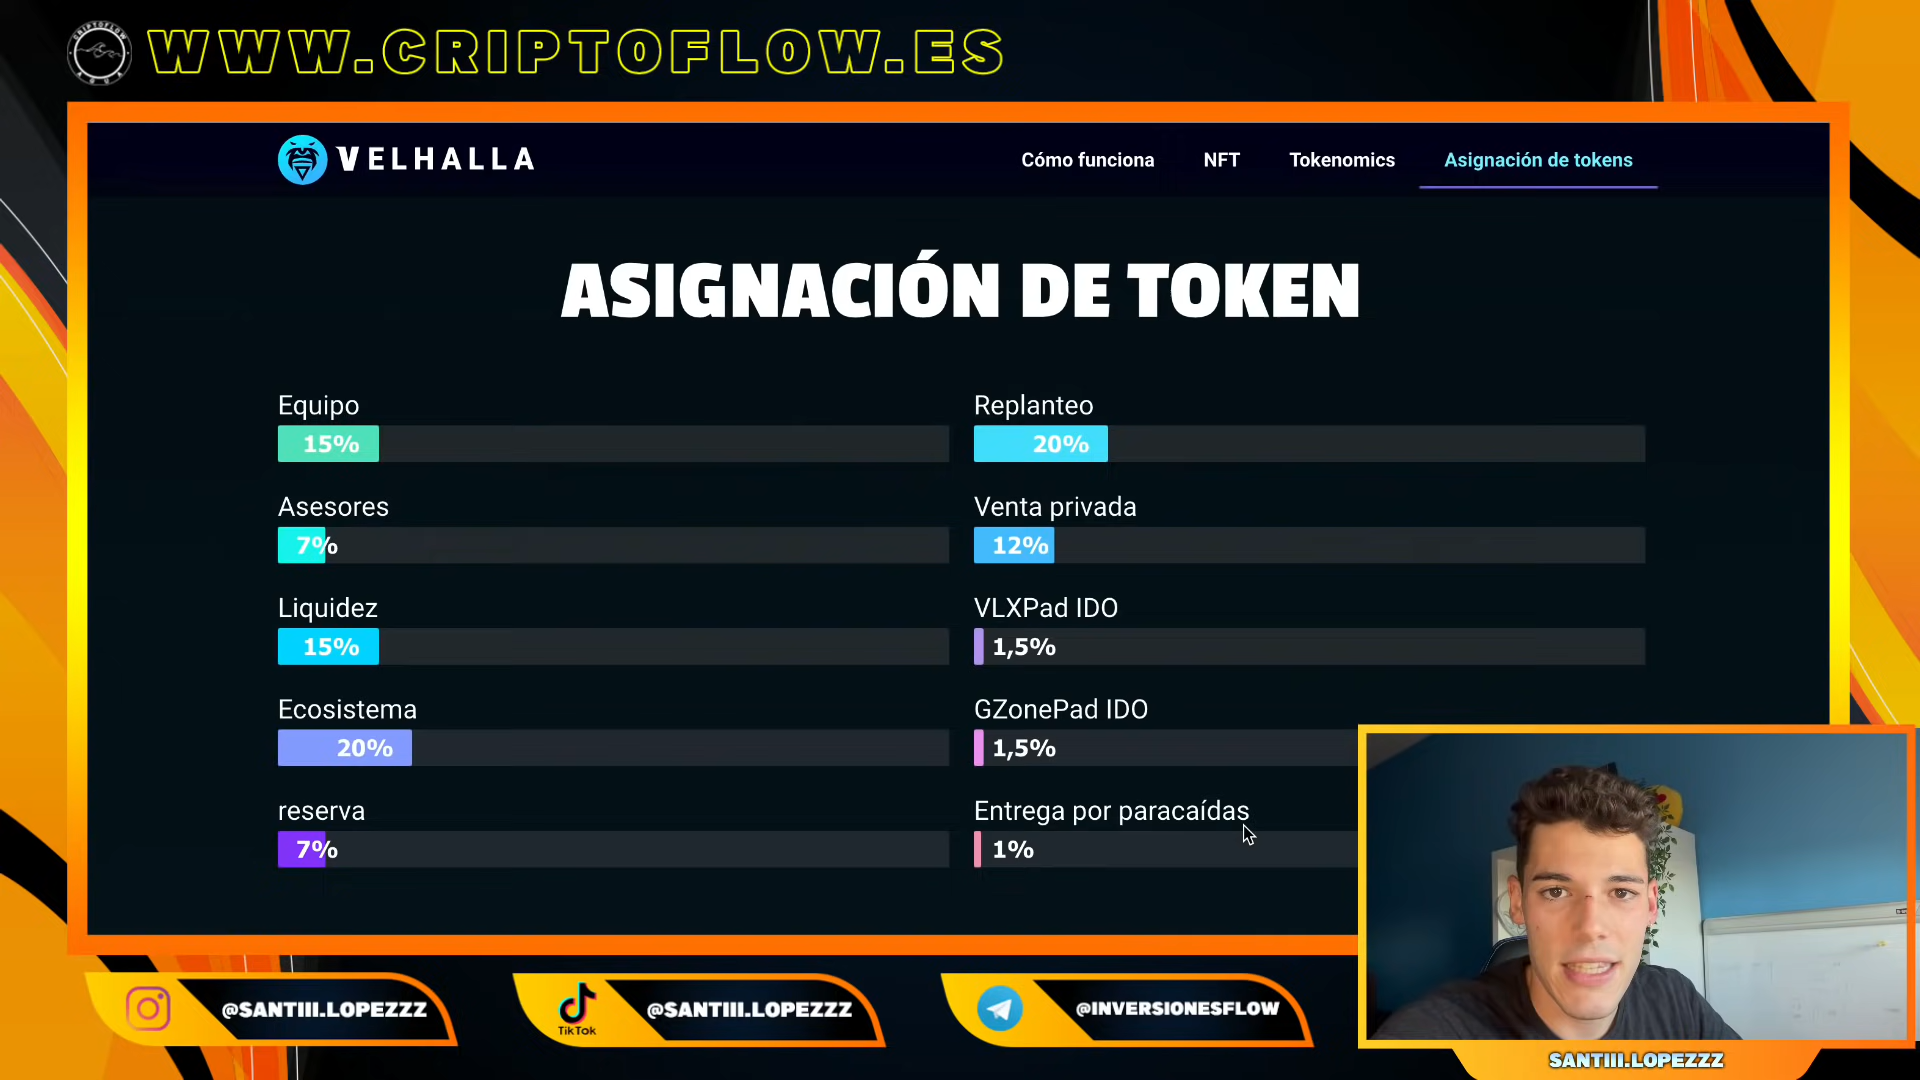 WWW.CRIPTOFLOW.ES
CRIPTOFLOW
VELHALLA
Cómo funciona
NFT
Tokenomics
Asignación de tokens
ASIGNACIÓN DE TOKEN
Equipo
15%
Asesores
7%
Liquidez
15%
Ecosistema
20%
reserva
7%
Replanteo
20%
Venta privada
12%
VLXPad IDO
1,5%
GZonePad IDO
1,5%
Entrega por paracaídas
1%
@SANTIII.LOPEZZZ
TikTok
@SANTIII.LOPEZZZ
@INVERSIONESFLOW
SANTIII.LOPEZZZ